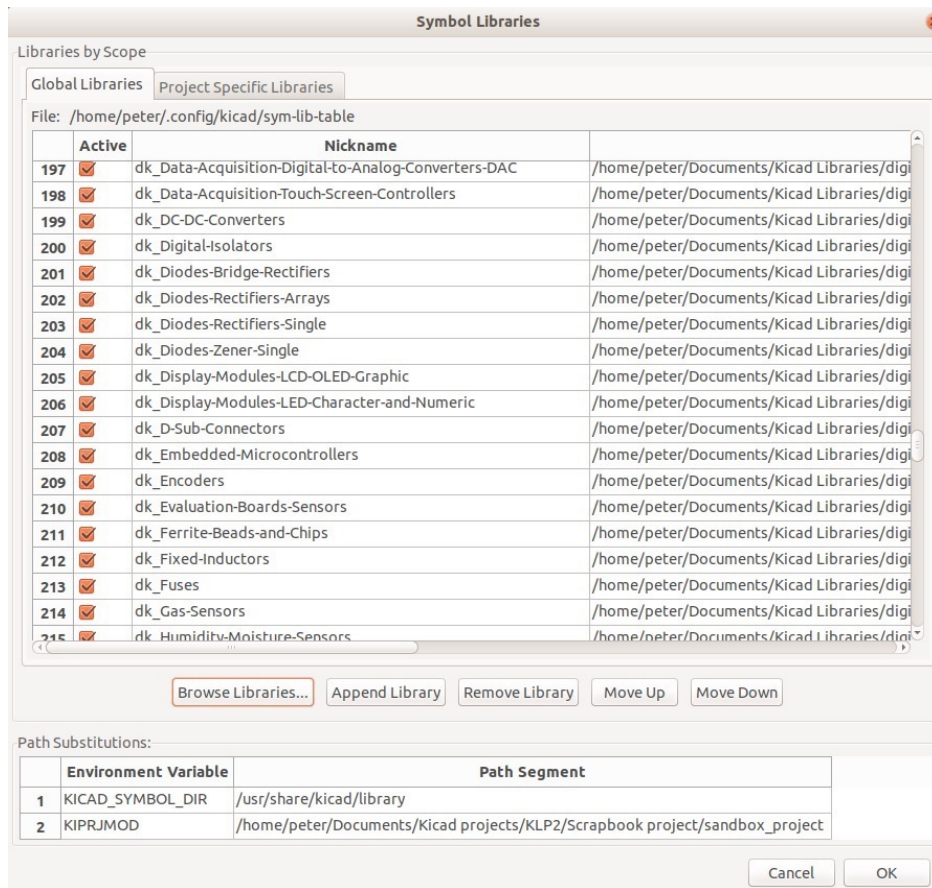 Symbol Libraries
Libraries by Scope
Global Libraries Project Specific Libraries
File: /home/peter/.config/kicad/sym-lib-table
Active Nickname
197 dk_Data-Acquisition-Digital-to-Analog-Converters-DAC /home/peter/Documents/Kicad Libraries/digi
198 dk_Data-Acquisition-Touch-Screen-Controllers /home/peter/Documents/Kicad Libraries/digi
199 dk_DC-DC-Converters /home/peter/Documents/Kicad Libraries/digi
200 dk_Digital-Isolators /home/peter/Documents/Kicad Libraries/digi
201 dk_Diodes-Bridge-Rectifiers /home/peter/Documents/Kicad Libraries/digi
202 dk_Diodes-Rectifiers-Arrays /home/peter/Documents/Kicad Libraries/digi
203 dk_Diodes-Rectifiers-Single /home/peter/Documents/Kicad Libraries/digi
204 dk_Diodes-Zener-Single /home/peter/Documents/Kicad Libraries/digi
205 dk_Display-Modules-LCD-OLED-Graphic /home/peter/Documents/Kicad Libraries/digi
206 dk_Display-Modules-LED-Character-and-Numeric /home/peter/Documents/Kicad Libraries/digi
207 dk_D-Sub-Connectors /home/peter/Documents/Kicad Libraries/digi
208 dk_Embedded-Microcontrollers /home/peter/Documents/Kicad Libraries/digi
209 dk_Encoders /home/peter/Documents/Kicad Libraries/digi
210 dk_Evaluation-Boards-Sensors /home/peter/Documents/Kicad Libraries/digi
211 dk_Ferrite-Beads-and-Chips /home/peter/Documents/Kicad Libraries/digi
212 dk_Fixed-Inductors /home/peter/Documents/Kicad Libraries/digi
213 dk_Fuses /home/peter/Documents/Kicad Libraries/digi
214 dk_Gas-Sensors /home/peter/Documents/Kicad Libraries/digi
215 dk_Humidity-Moisture-Sensors /home/peter/Documents/Kicad Libraries/digi
Browse Libraries... Append Library Remove Library Move Up Move Down
Path Substitutions:
Environment Variable Path Segment
1 KICAD_SYMBOL_DIR /usr/share/kicad/library
2 KIPRJMOD /home/peter/Documents/Kicad projects/KLP2/Scrapbook project/sandbox_project
Cancel OK